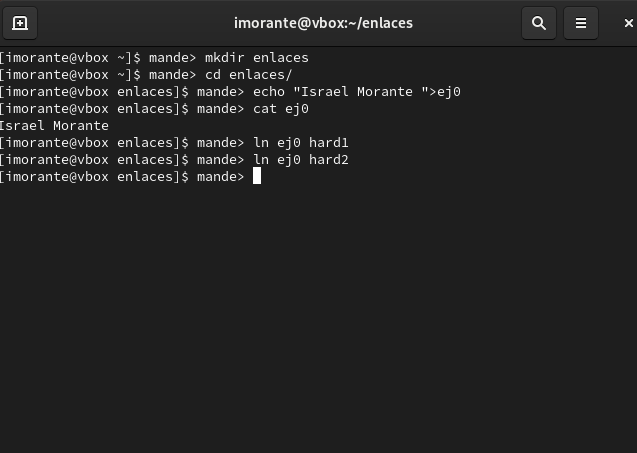 imorante@vbox:~/enlaces
[imorante@vbox ~]$ mande> mkdir enlaces
[imorante@vbox ~]$ mande> cd enlaces/
[imorante@vbox enlaces]$ mande> echo "Israel Morante ">ej0
[imorante@vbox enlaces]$ mande> cat ej0
Israel Morante
[imorante@vbox enlaces]$ mande> ln ej0 hard1
[imorante@vbox enlaces]$ mande> ln ej0 hard2
[imorante@vbox enlaces]$ mande>